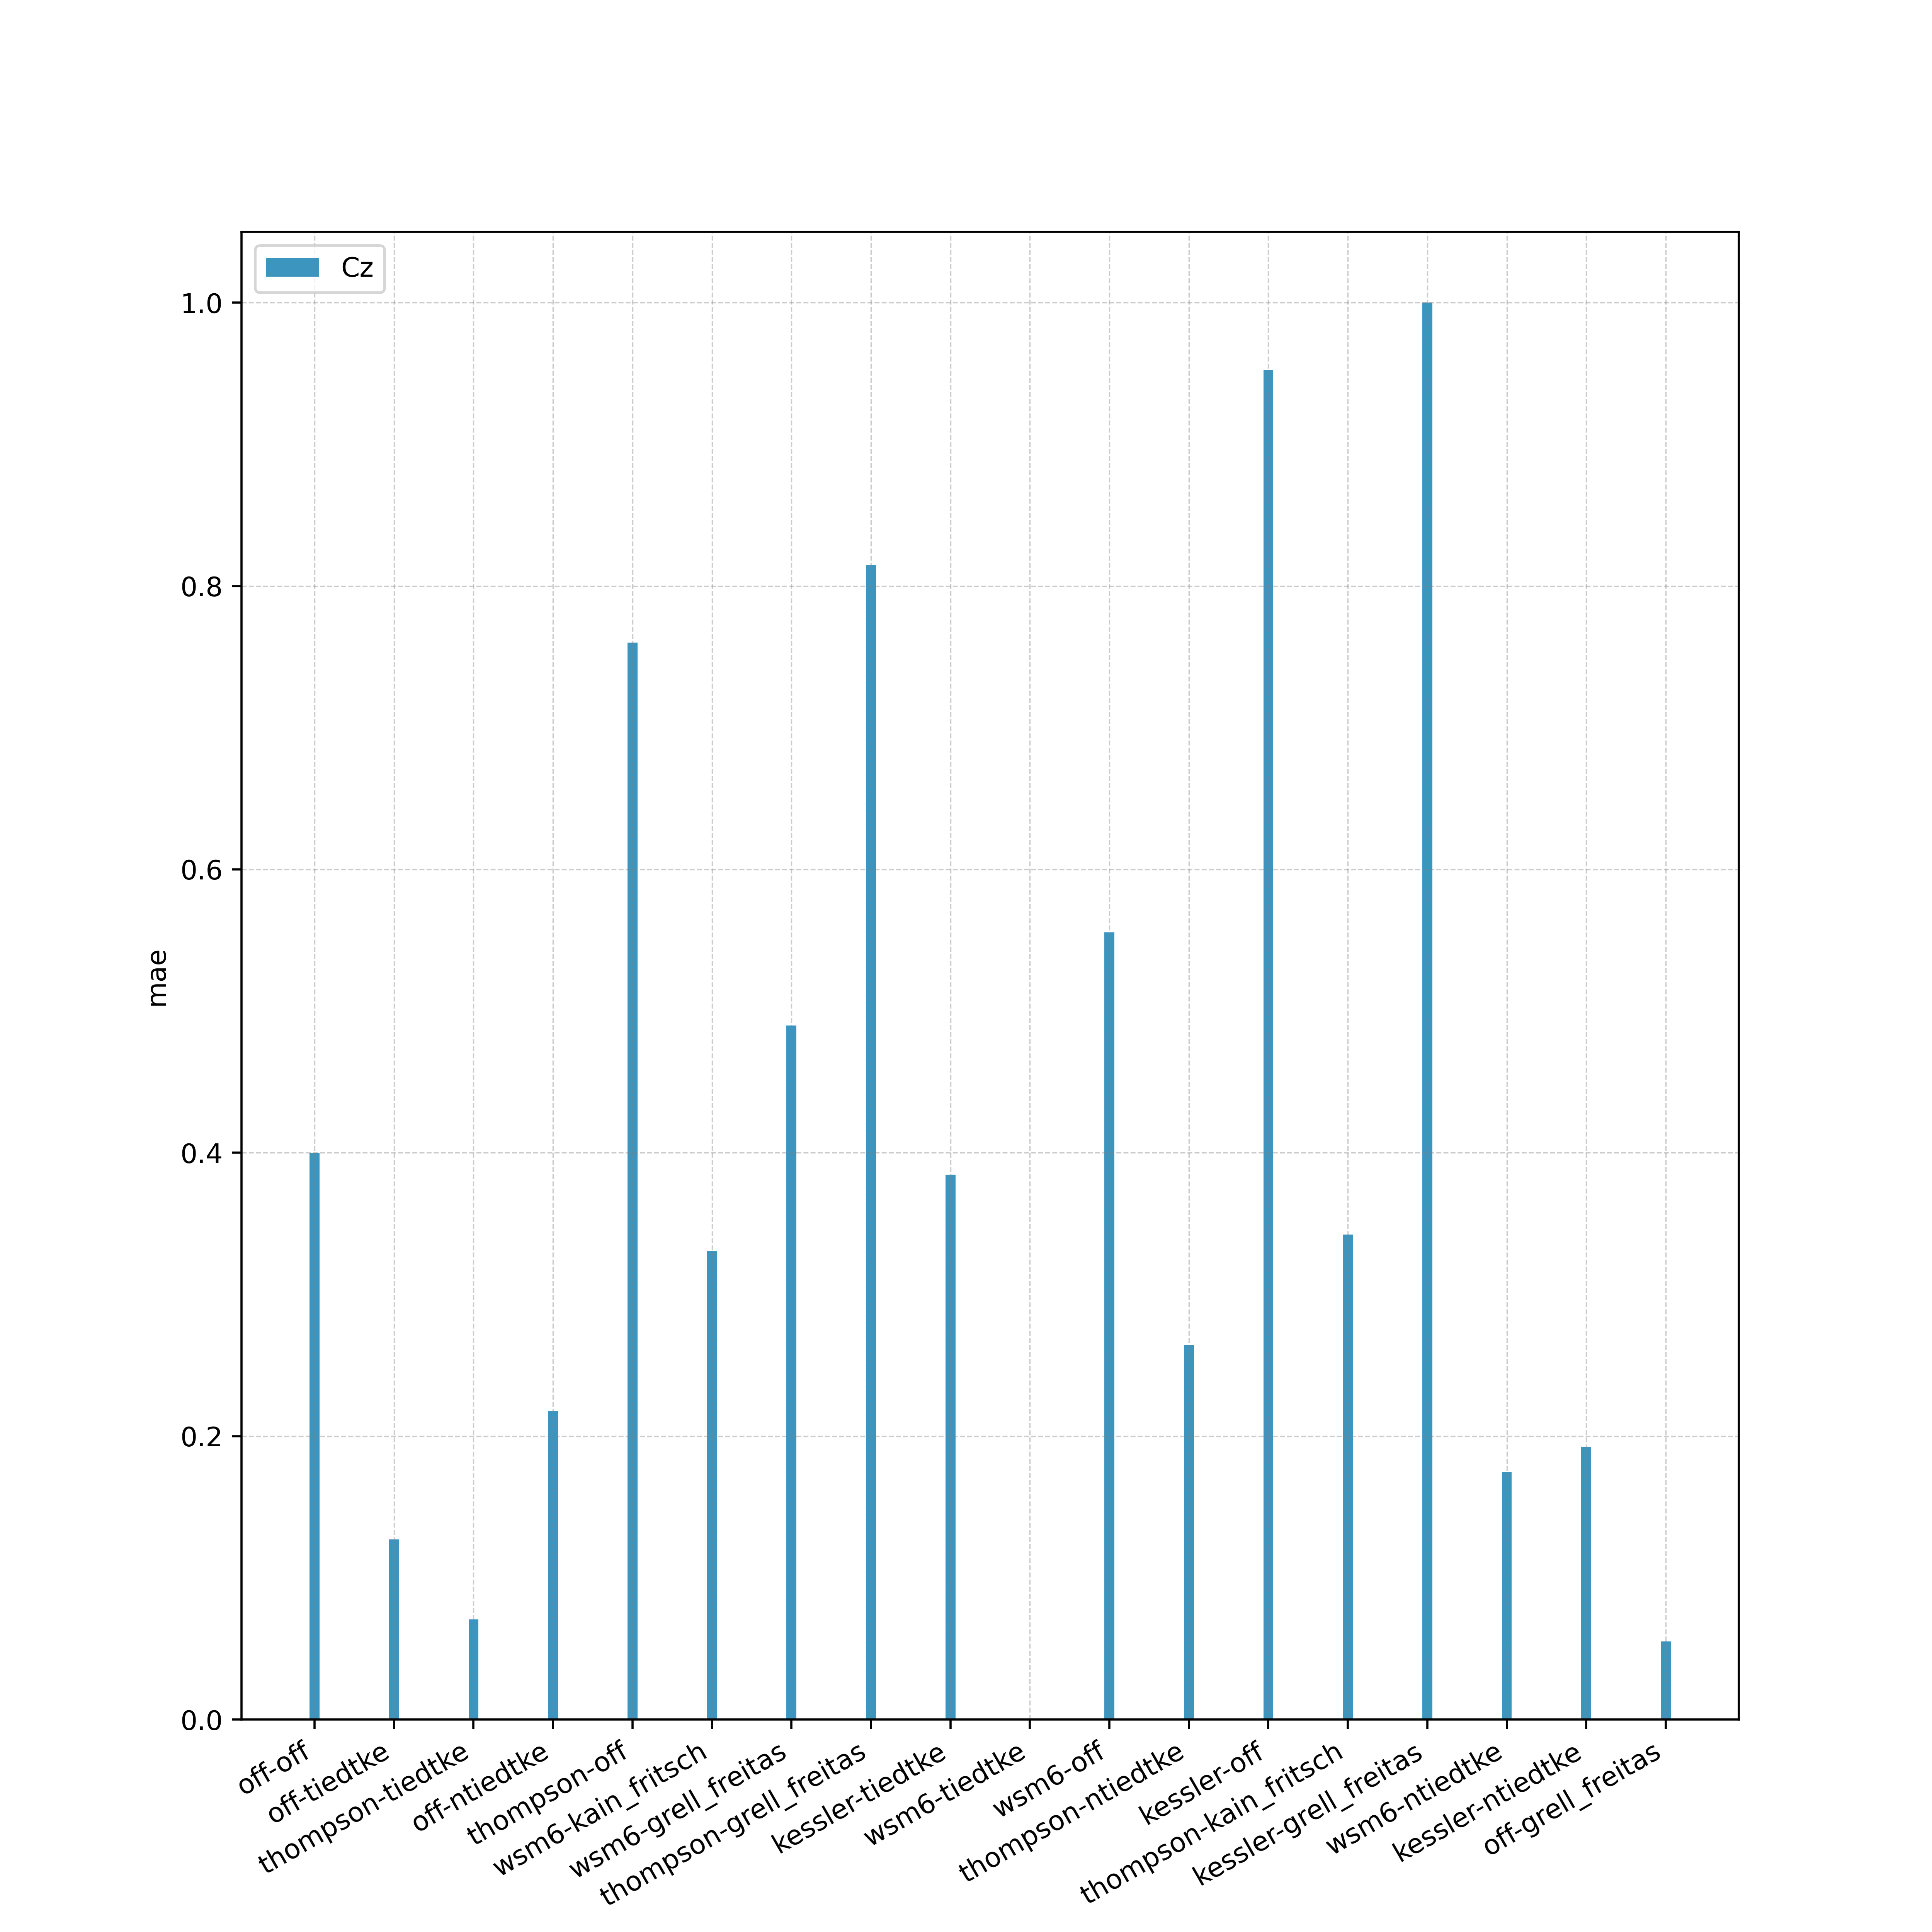 Cz
1.0
0.8
0.6
0.4
0.2
0.0
mae
off-off
off-tiedtke
thompson-tiedtke
off-ntiedtke
thompson-off
wsm6-kain_fritsch
wsm6-grell_freitas
thompson-grell_freitas
kessler-tiedtke
wsm6-tiedtke
wsm6-off
thompson-ntiedtke
kessler-off
thompson-kain_fritsch
kessler-grell_freitas
wsm6-ntiedtke
kessler-ntiedtke
off-grell_freitas